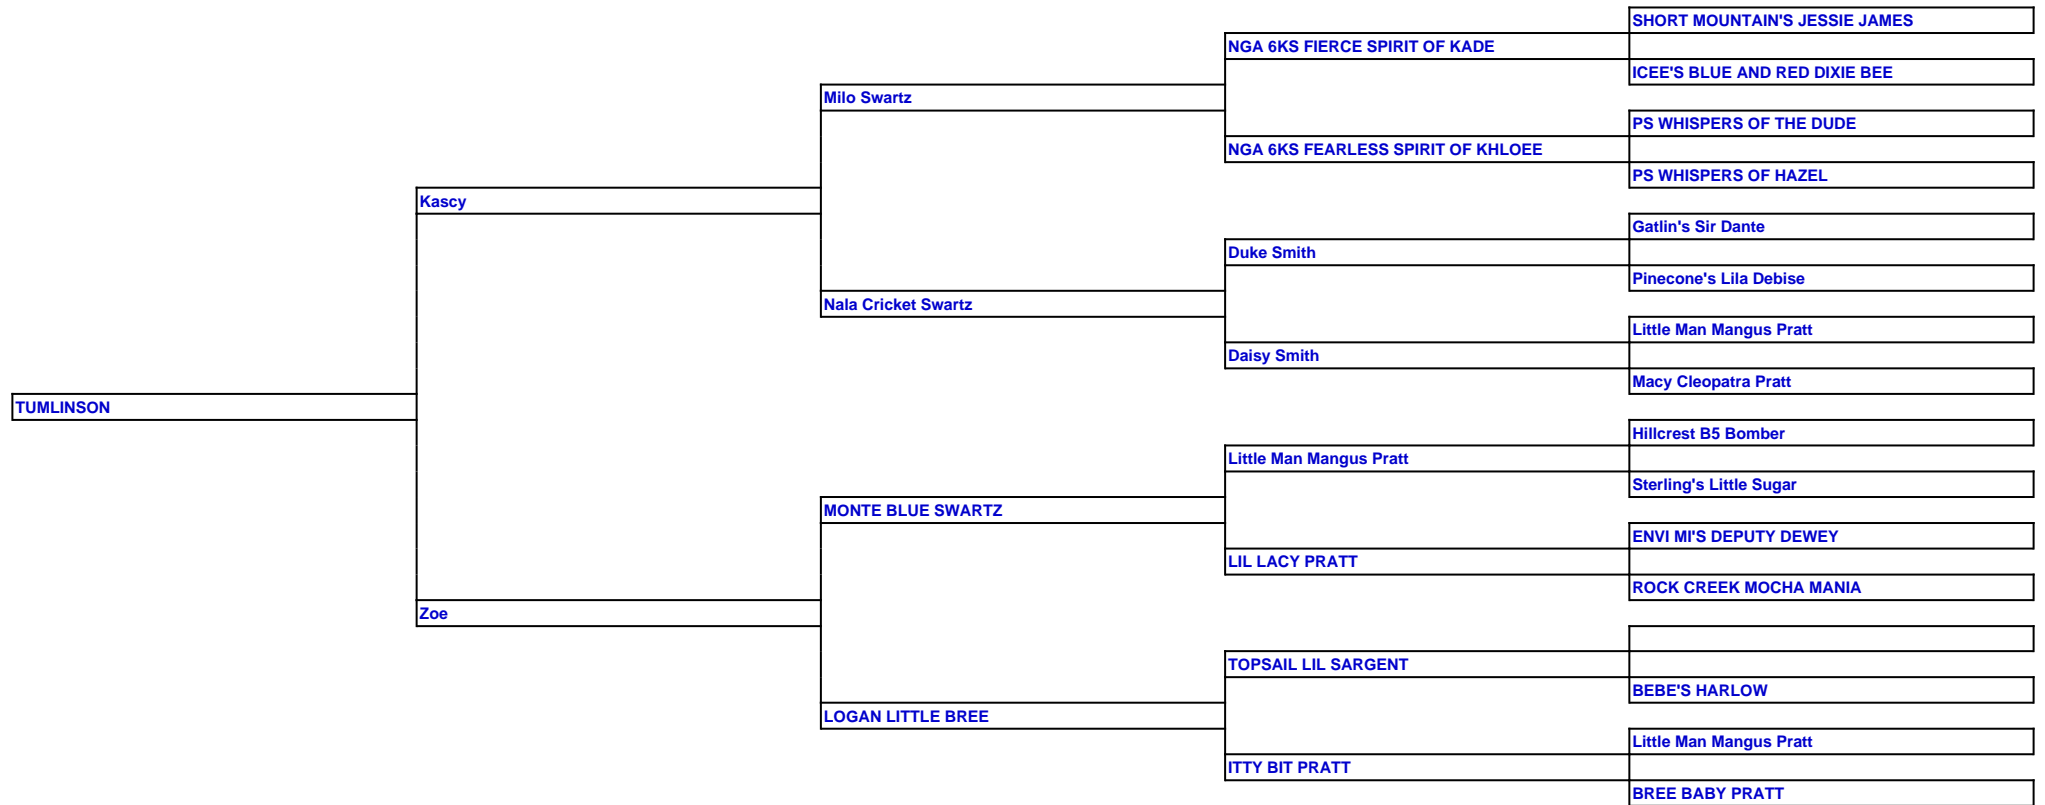 SHORT MOUNTAIN'S JESSIE JAMES
NGA 6KS FIERCE SPIRIT OF KADE
ICEE'S BLUE AND RED DIXIE BEE
Milo Swartz
PS WHISPERS OF THE DUDE
NGA 6KS FEARLESS SPIRIT OF KHLOEE
PS WHISPERS OF HAZEL
Kascy
Gatlin's Sir Dante
Duke Smith
Pinecone's Lila Debise
Nala Cricket Swartz
Little Man Mangus Pratt
Daisy Smith
Macy Cleopatra Pratt
TUMLINSON
Hillcrest B5 Bomber
Little Man Mangus Pratt
Sterling's Little Sugar
MONTE BLUE SWARTZ
ENVI MI'S DEPUTY DEWEY
LIL LACY PRATT
ROCK CREEK MOCHA MANIA
Zoe
TOPSAIL LIL SARGENT
BEBE'S HARLOW
LOGAN LITTLE BREE
Little Man Mangus Pratt
ITTY BIT PRATT
BREE BABY PRATT